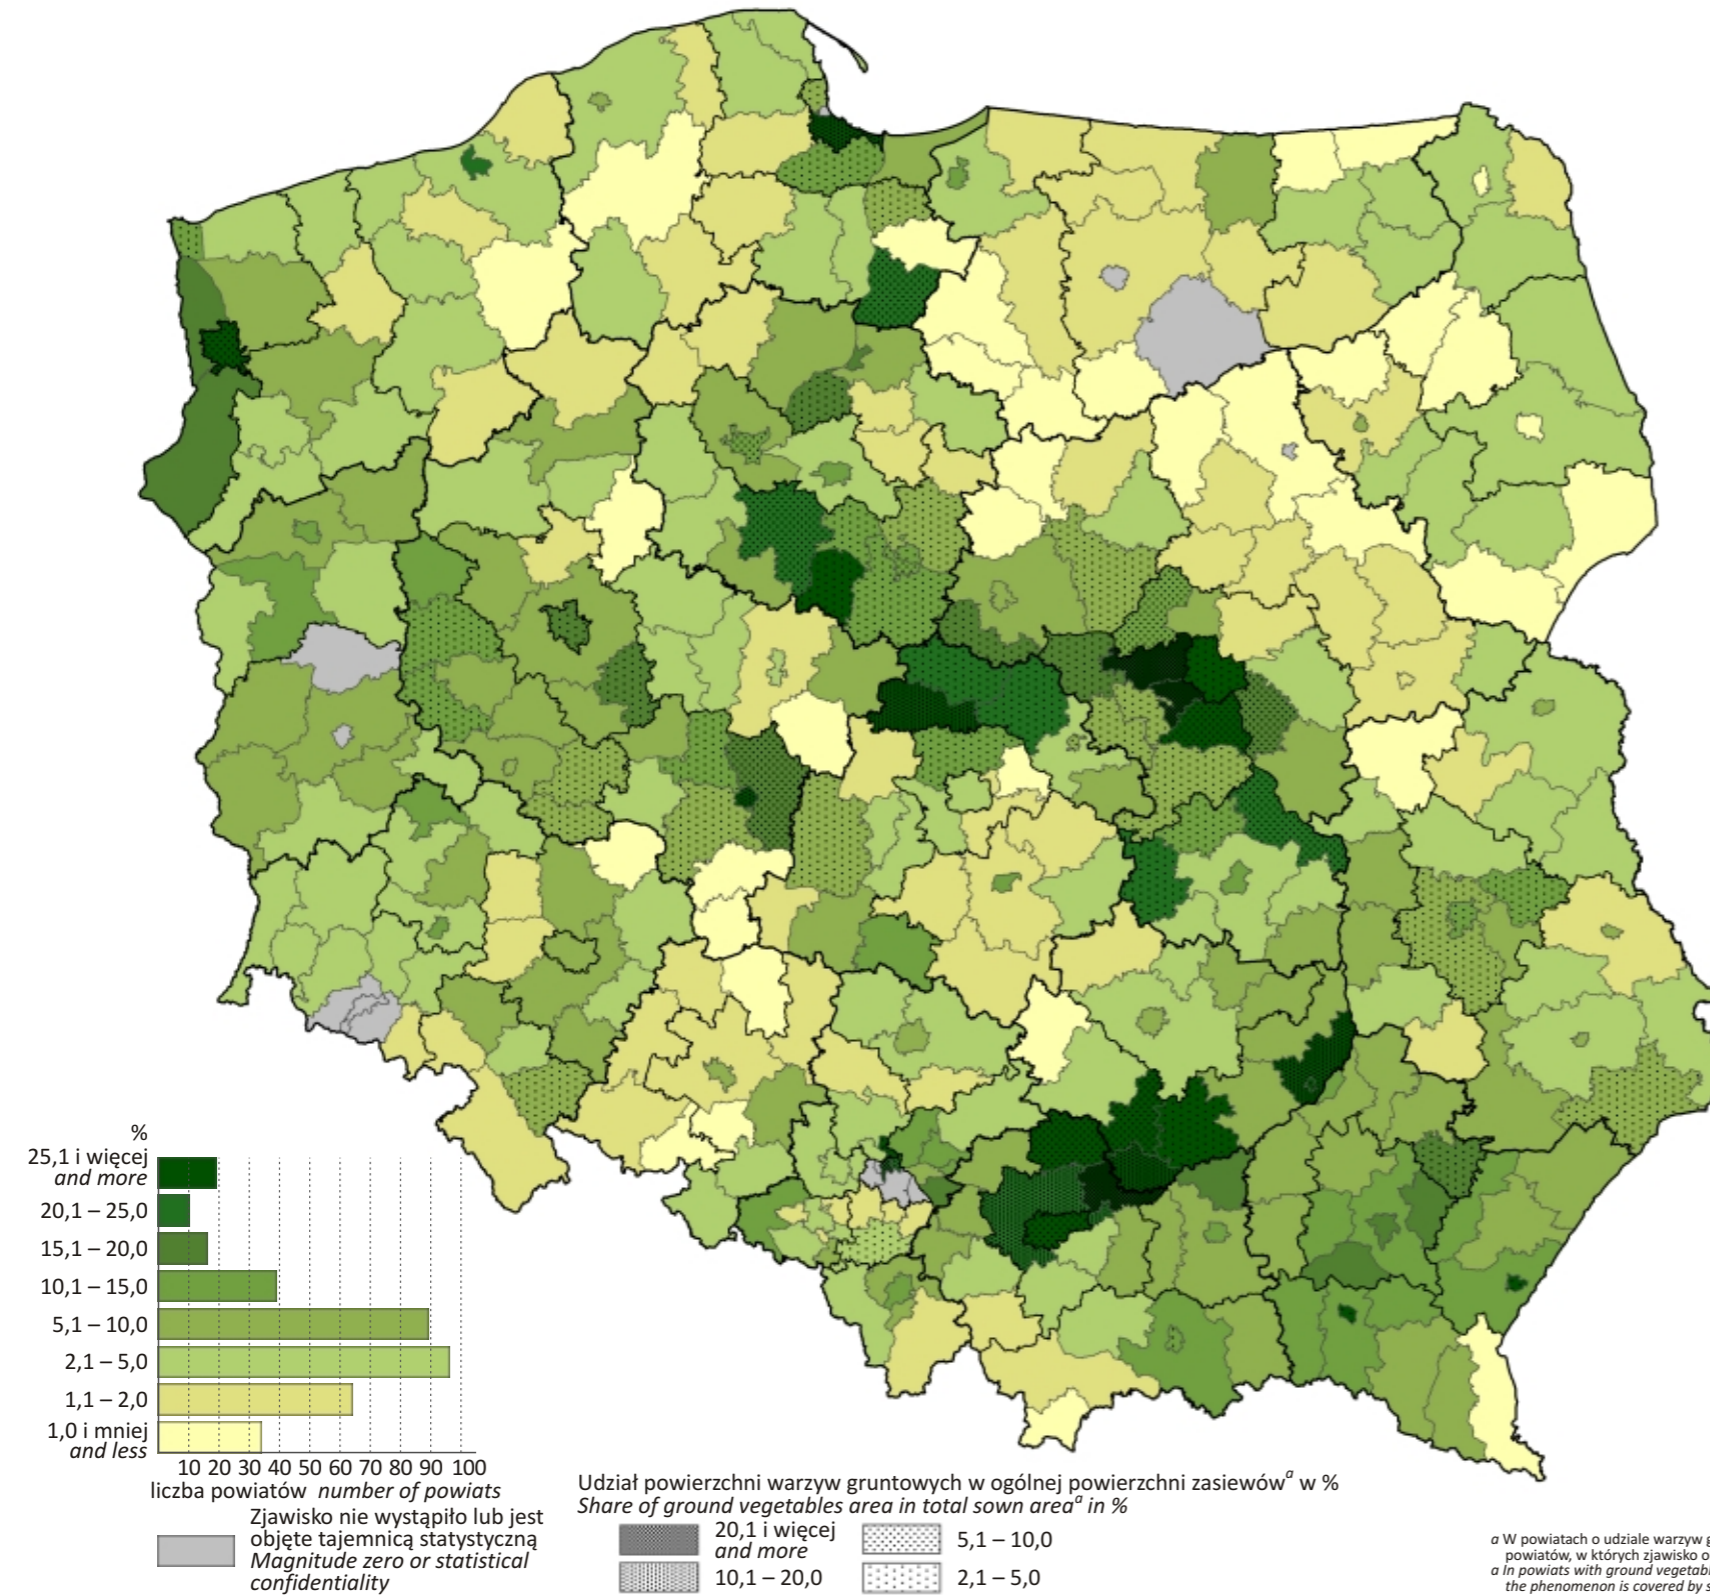 %
25,1 i więcej
and more
20,1 – 25,0
15,1 – 20,0
10,1 – 15,0
5,1 – 10,0
2,1 – 5,0
1,1 – 2,0
1,0 i mniej
and less
10 20 30 40 50 60 70 80 90 100
liczba powiatów number of powiats
Zjawisko nie wystąpiło lub jest
objęte tajemnicą statystyczną
Magnitude zero or statistical
confidentiality
Udział powierzchni warzyw gruntowych w ogólnej powierzchni zasiewówᵃ w %
Share of ground vegetables area in total sown areaᵃ in %
20,1 i więcej
and more
5,1 – 10,0
10,1 – 20,0
2,1 – 5,0
a W powiatach o udziale warzyw g
powiatów, w których zjawisko o
a In powiats with ground vegetab
the phenomenon is covered by s